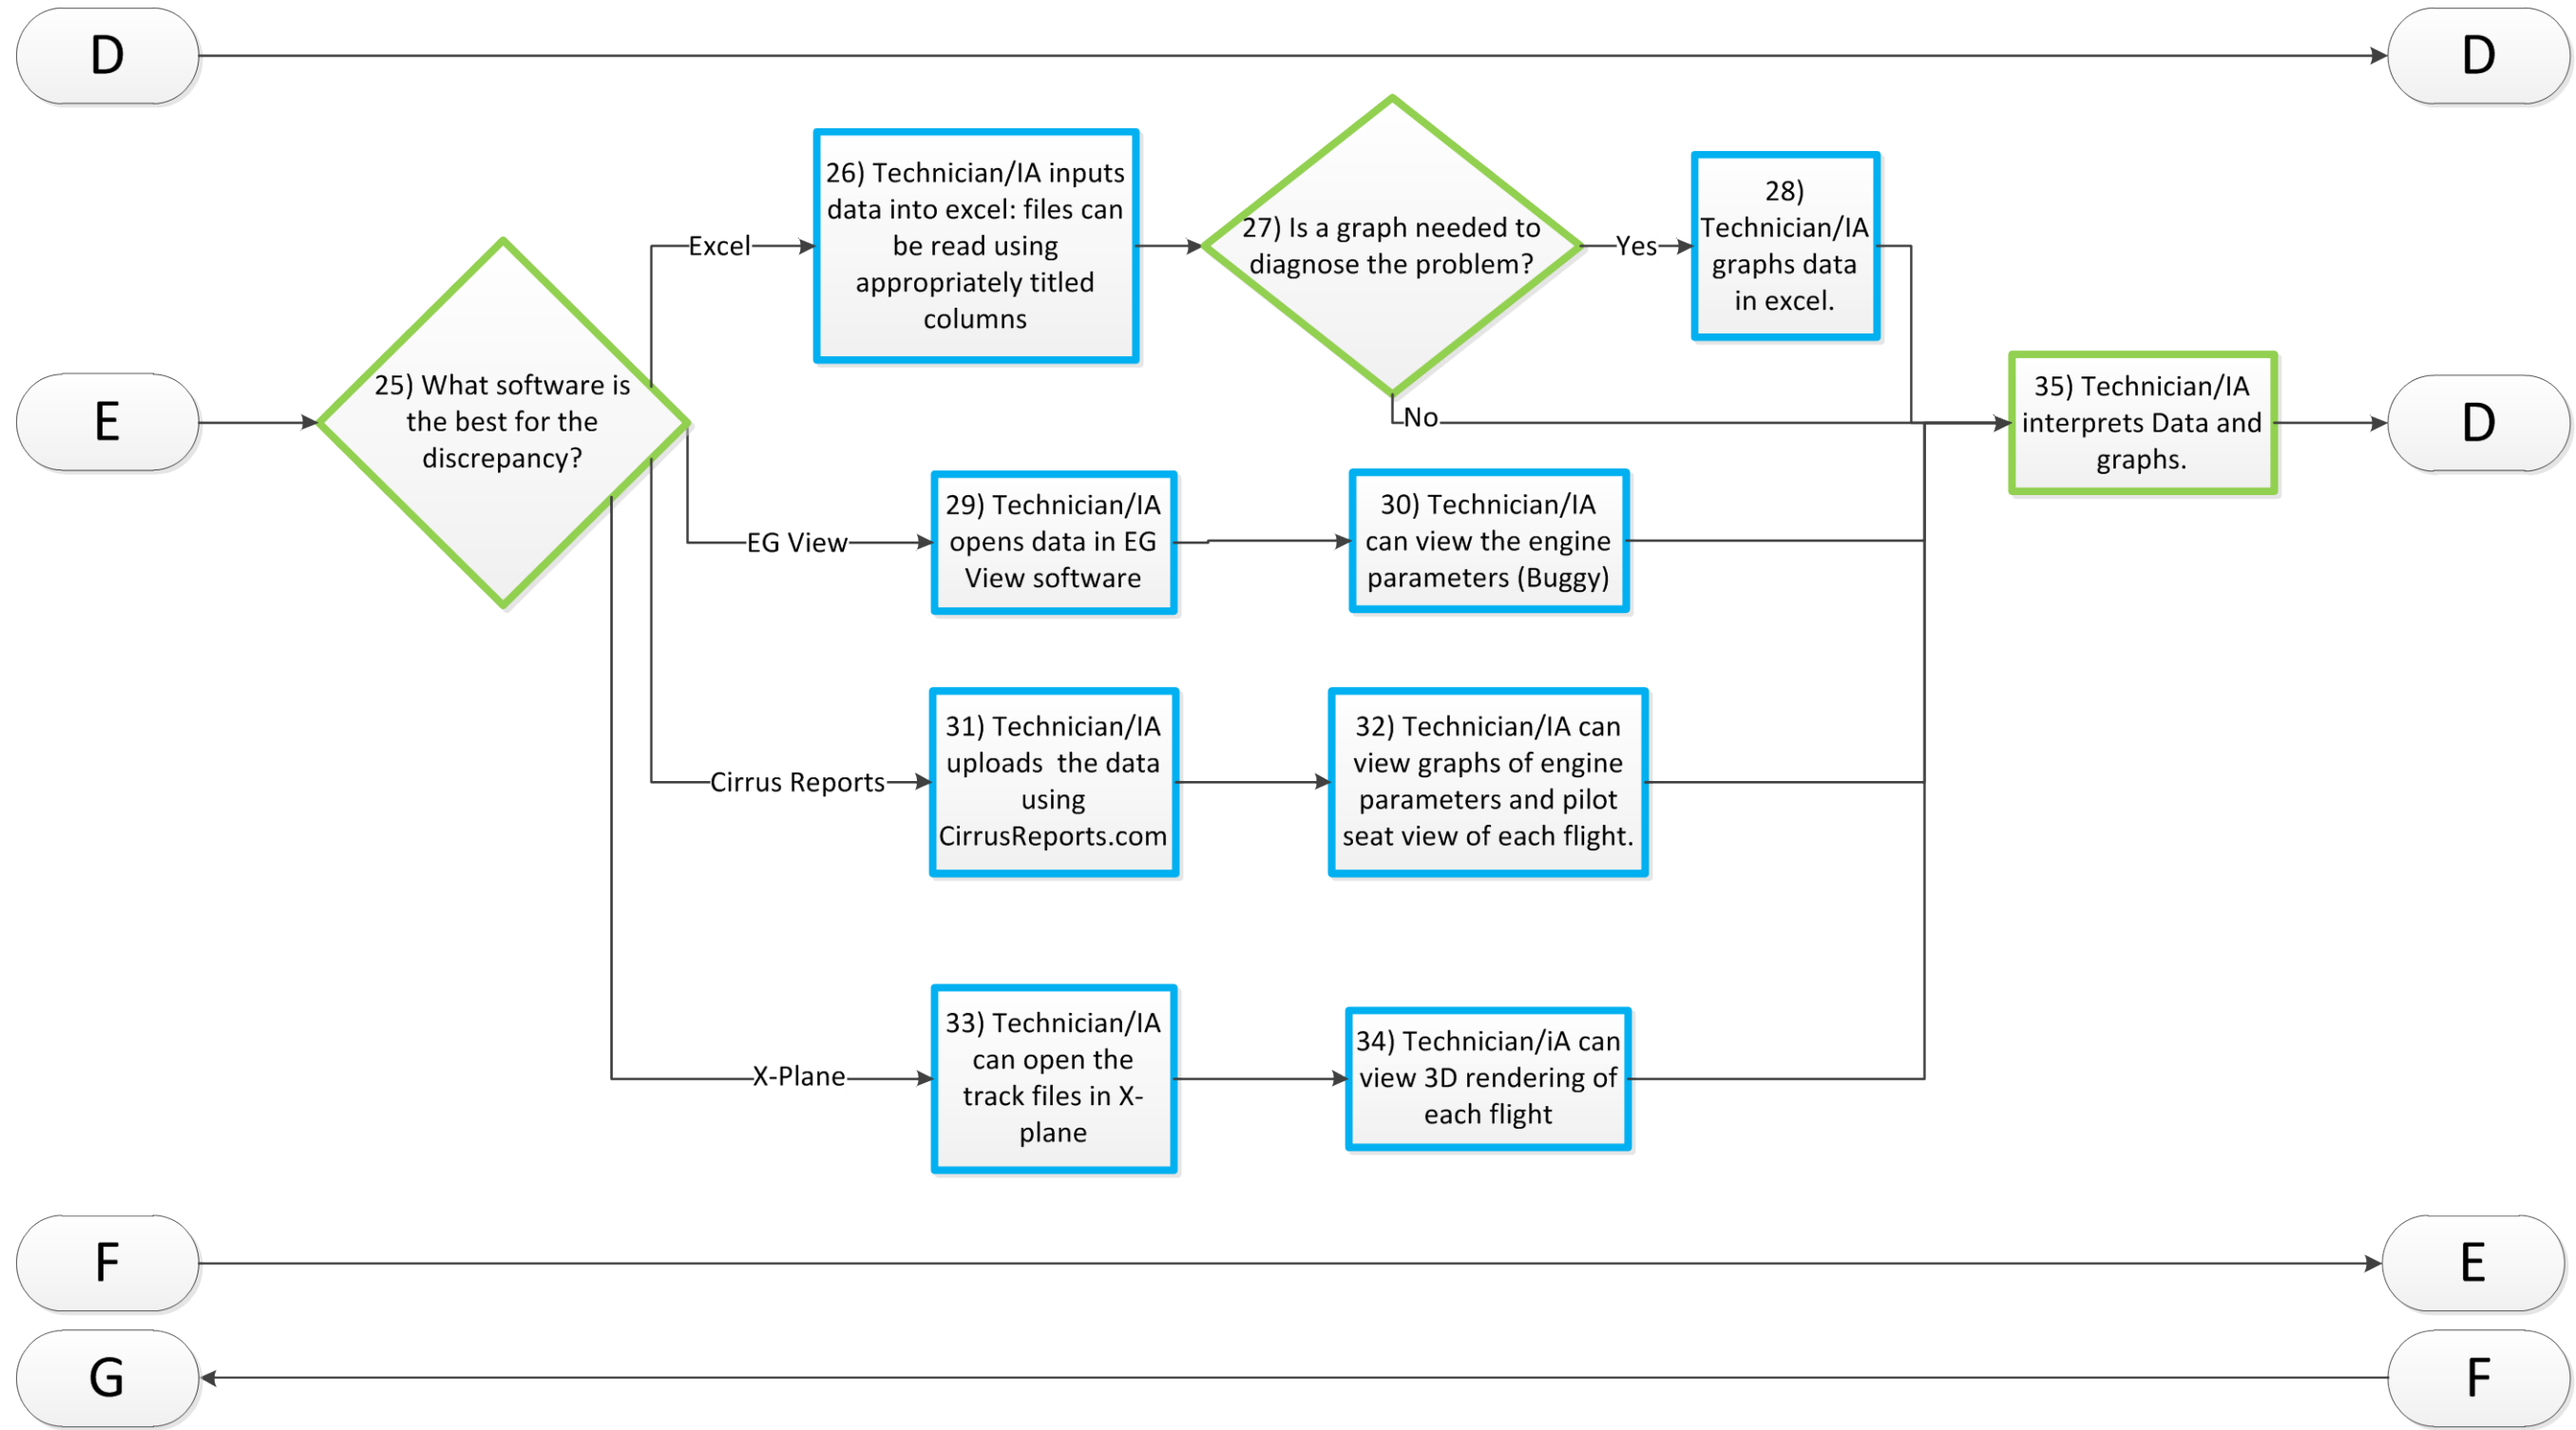 D
D
26) Technician/IA inputs
data into excel: files can
be read using
appropriately titled
columns
Excel
27) Is a graph needed to
diagnose the problem?
Yes
28)
Technician/IA
graphs data
in excel.
No
E
25) What software is
the best for the
discrepancy?
35) Technician/IA
interprets Data and
graphs.
D
EG View
29) Technician/IA
opens data in EG
View software
30) Technician/IA
can view the engine
parameters (Buggy)
Cirrus Reports
31) Technician/IA
uploads  the data
using
CirrusReports.com
32) Technician/IA can
view graphs of engine
parameters and pilot
seat view of each flight.
X-Plane
33) Technician/IA
can open the
track files in X-
plane
34) Technician/iA can
view 3D rendering of
each flight
F
E
G
F